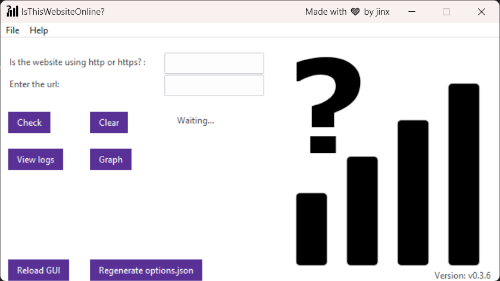 IsThisWebsiteOnline?
Made with 🖤 by jinx
File Help
Is the website using http or https? :
Enter the url:
Check Clear Waiting...
View logs Graph
?
Reload GUI Regenerate options.json
Version: v0.3.6